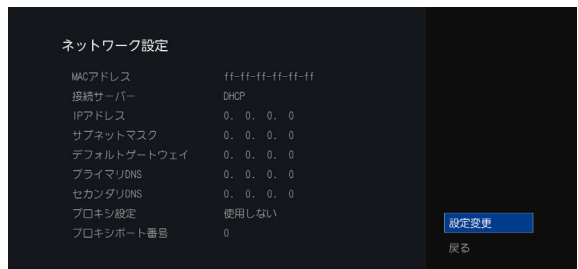 ネットワーク設定
MACアドレス ff-ff-ff-ff-ff-ff
接続サーバー DHCP
IPアドレス 0. 0. 0. 0
サブネットマスク 0. 0. 0. 0
デフォルトゲートウェイ 0. 0. 0. 0
プライマリDNS 0. 0. 0. 0
セカンダリDNS 0. 0. 0. 0
プロキシ設定 使用しない
プロキシポート番号 0
設定変更
戻る